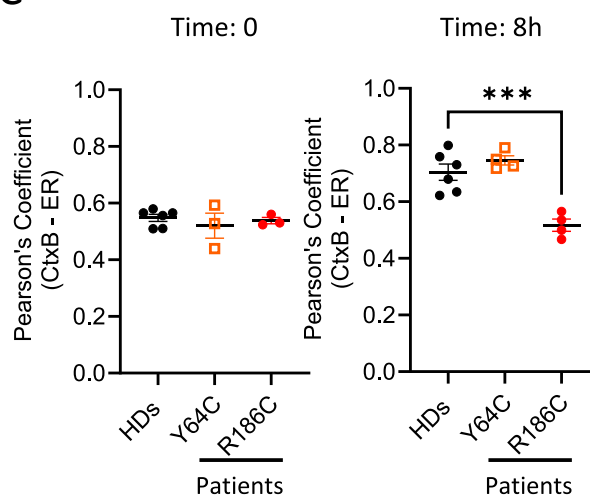 Time: 0
Pearson's Coefficient
(CtxB - ER)
1.0
0.8
0.6
0.4
0.2
0.0
HDs
Y64C
R186C
Patients
Time: 8h
Pearson's Coefficient
(CtxB - ER)
1.0
0.8
0.6
0.4
0.2
0.0
***
HDs
Y64C
R186C
Patients